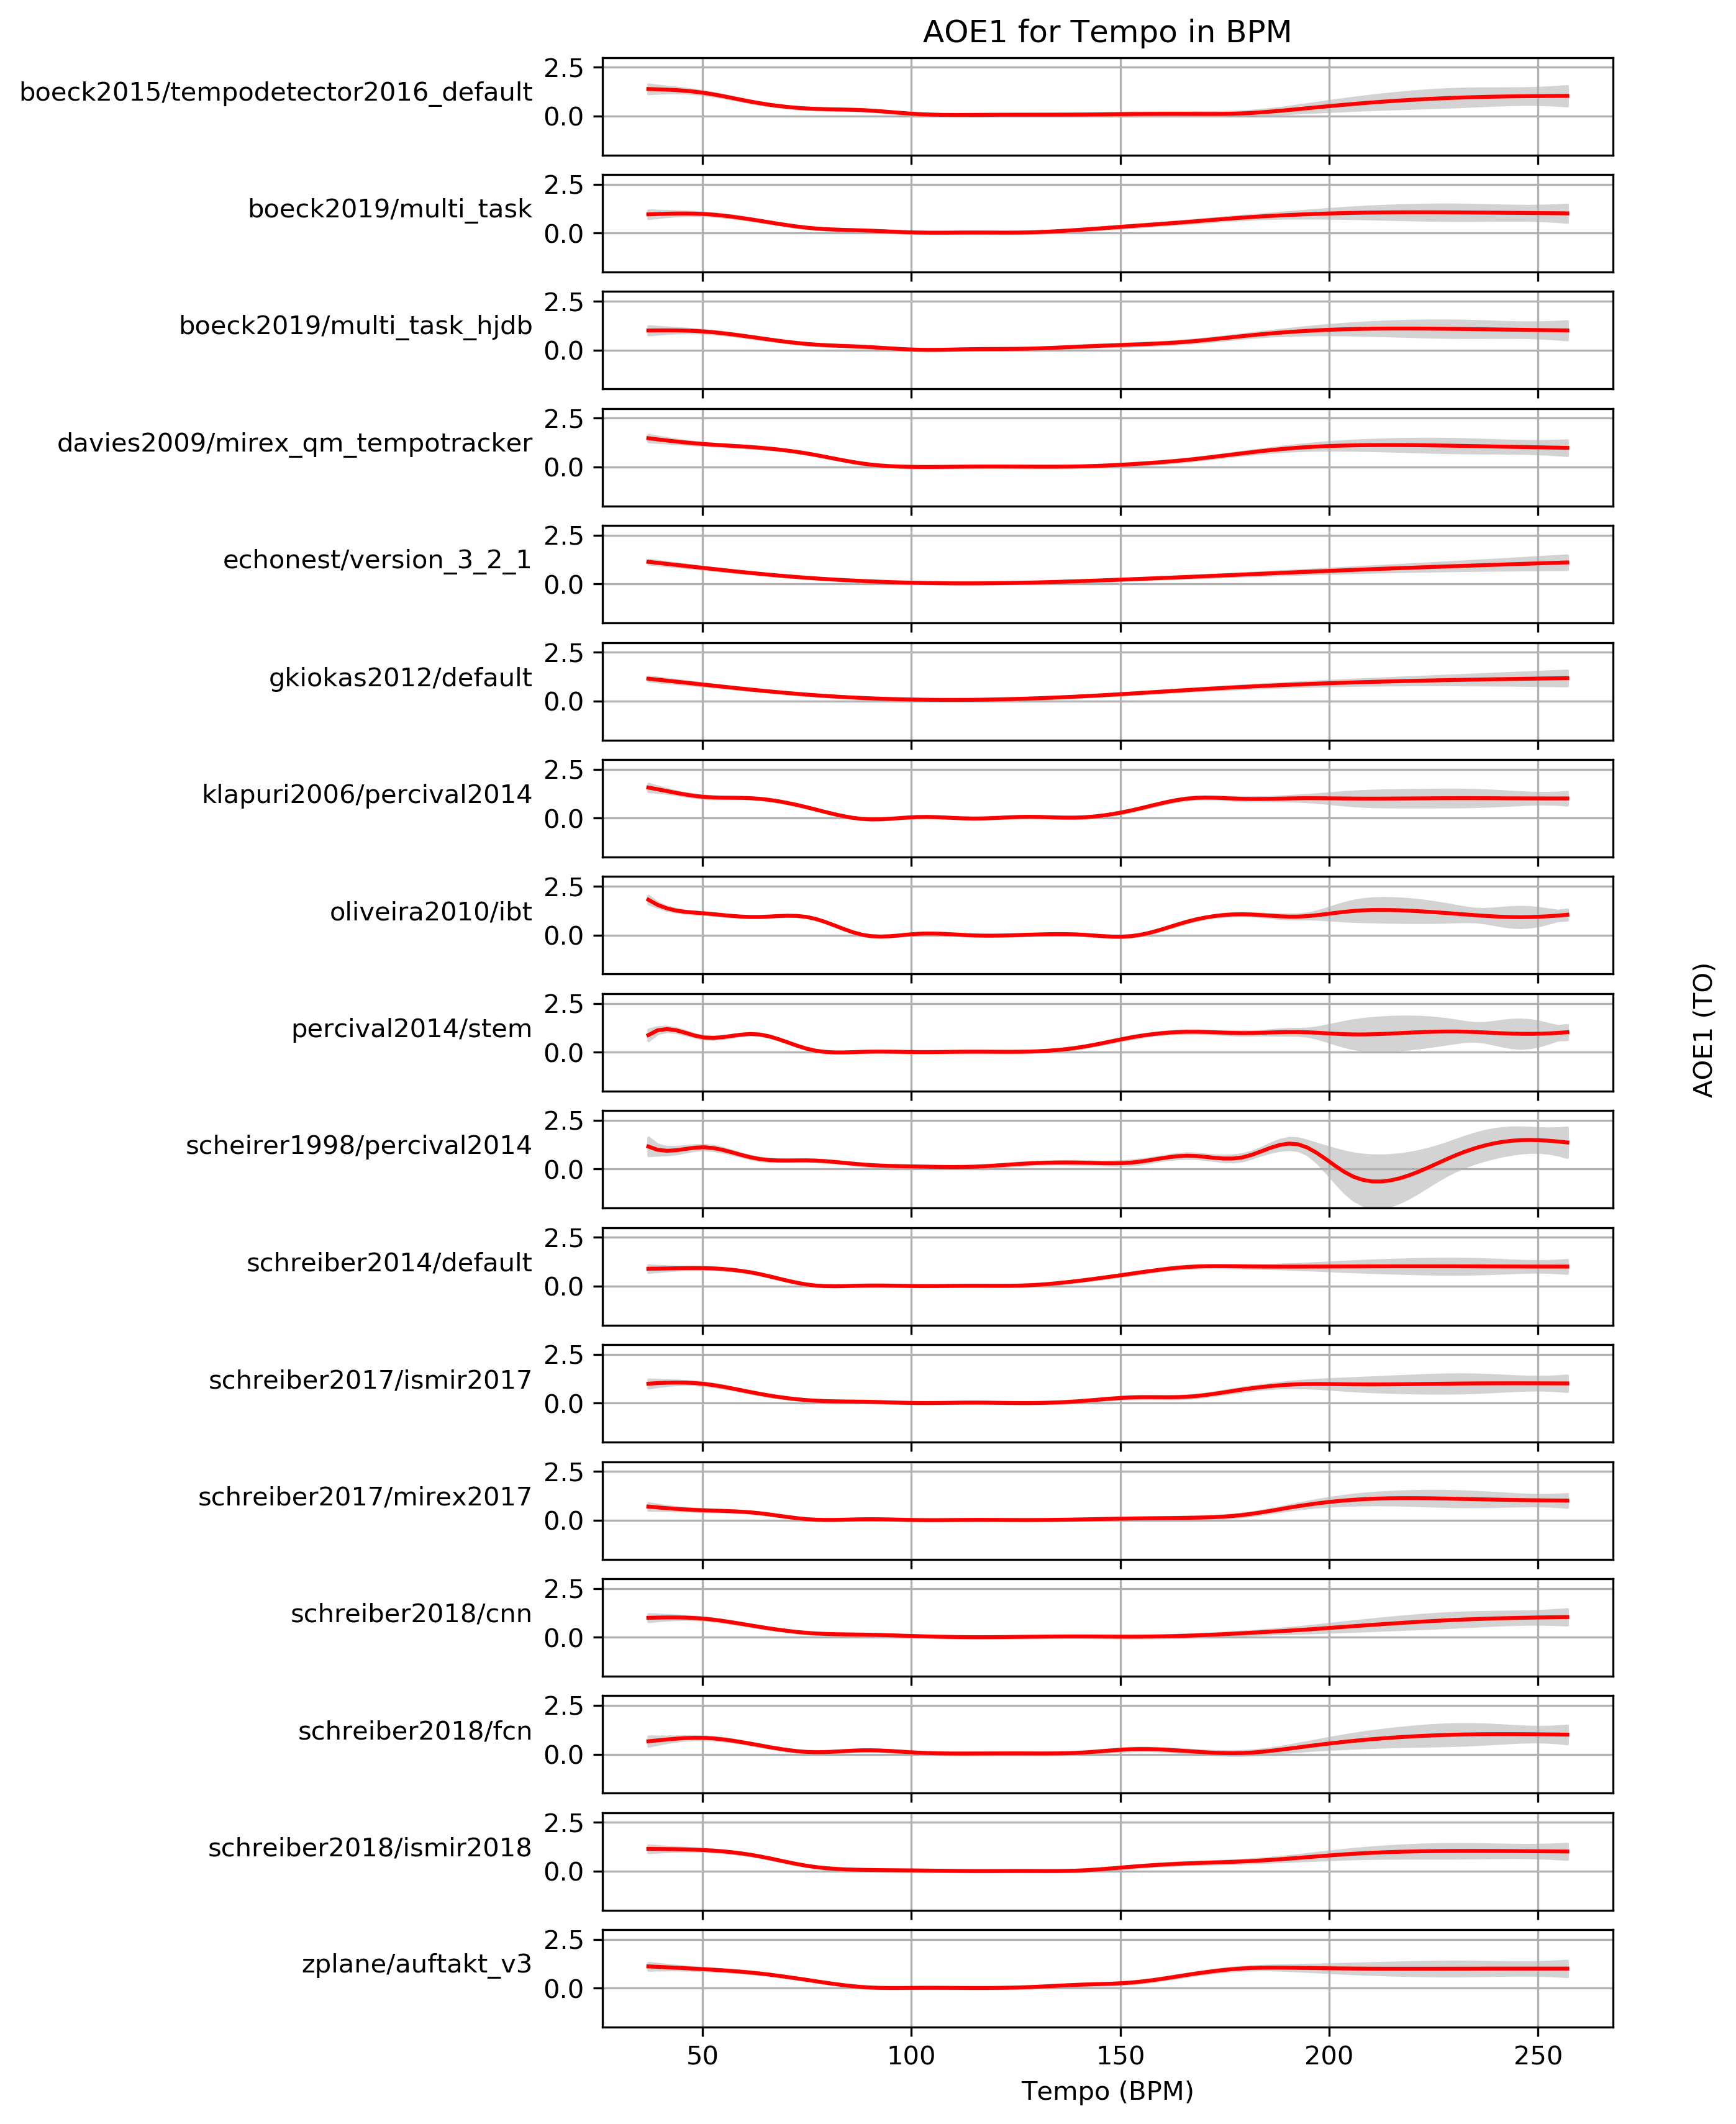 AOE1 for Tempo in BPM
boeck2015/tempodetector2016_default
2.5
0.0
boeck2019/multi_task
2.5
0.0
boeck2019/multi_task_hjdb
2.5
0.0
davies2009/mirex_qm_tempotracker
2.5
0.0
echonest/version_3_2_1
2.5
0.0
gkiokas2012/default
2.5
0.0
klapuri2006/percival2014
2.5
0.0
oliveira2010/ibt
2.5
0.0
percival2014/stem
2.5
0.0
scheirer1998/percival2014
2.5
0.0
schreiber2014/default
2.5
0.0
schreiber2017/ismir2017
2.5
0.0
schreiber2017/mirex2017
2.5
0.0
schreiber2018/cnn
2.5
0.0
schreiber2018/fcn
2.5
0.0
schreiber2018/ismir2018
2.5
0.0
zplane/auftakt_v3
2.5
0.0
50 100 150 200 250
Tempo (BPM)
AOE1 (TO)